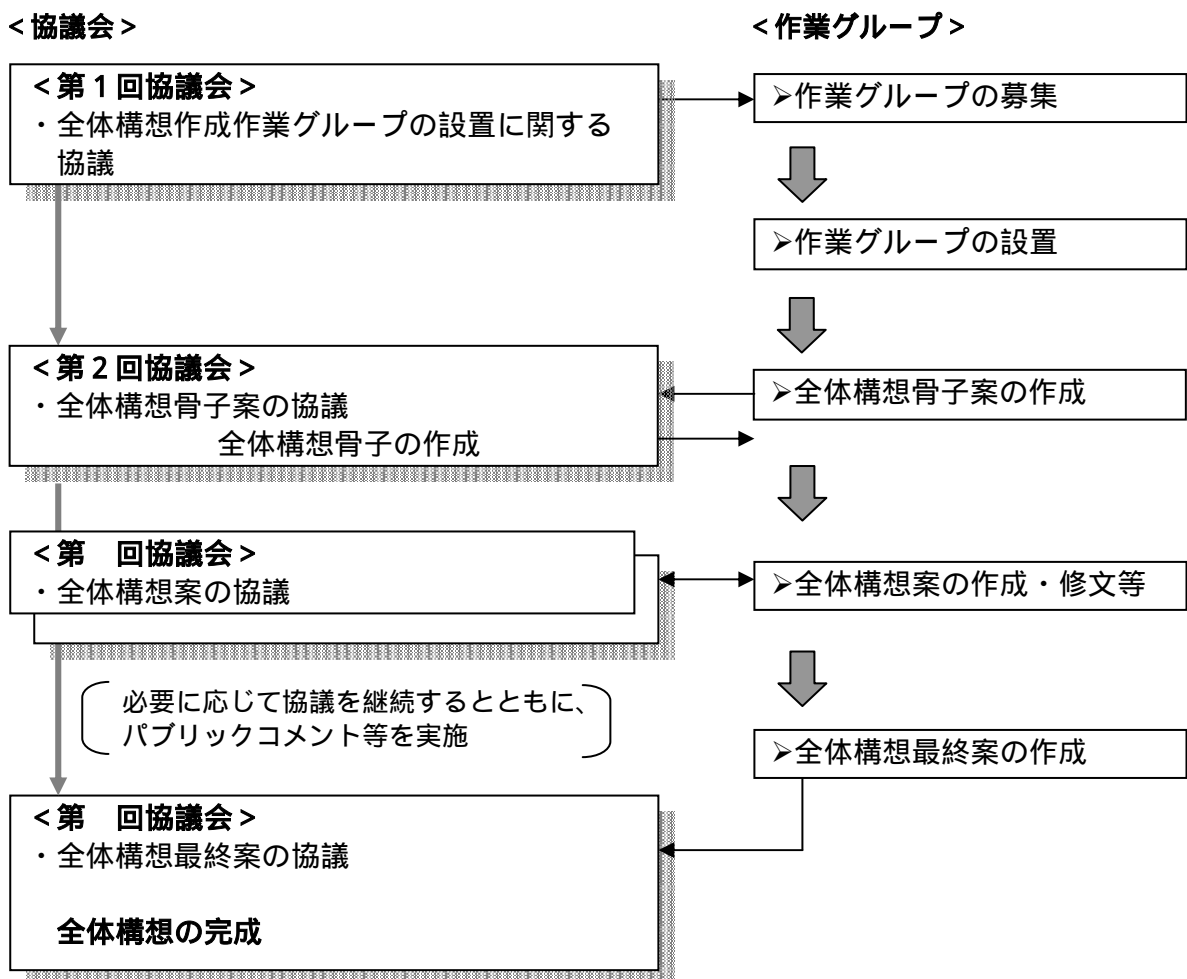 ＜協議会＞
＜作業グループ＞
＜第１回協議会＞
・全体構想作成作業グループの設置に関する
協議
➢作業グループの募集
➢作業グループの設置
＜第２回協議会＞
・全体構想骨子案の協議
全体構想骨子の作成
➢全体構想骨子案の作成
＜第　回協議会＞
・全体構想案の協議
➢全体構想案の作成・修文等
必要に応じて協議を継続するとともに、
パブリックコメント等を実施
➢全体構想最終案の作成
＜第　回協議会＞
・全体構想最終案の協議
全体構想の完成